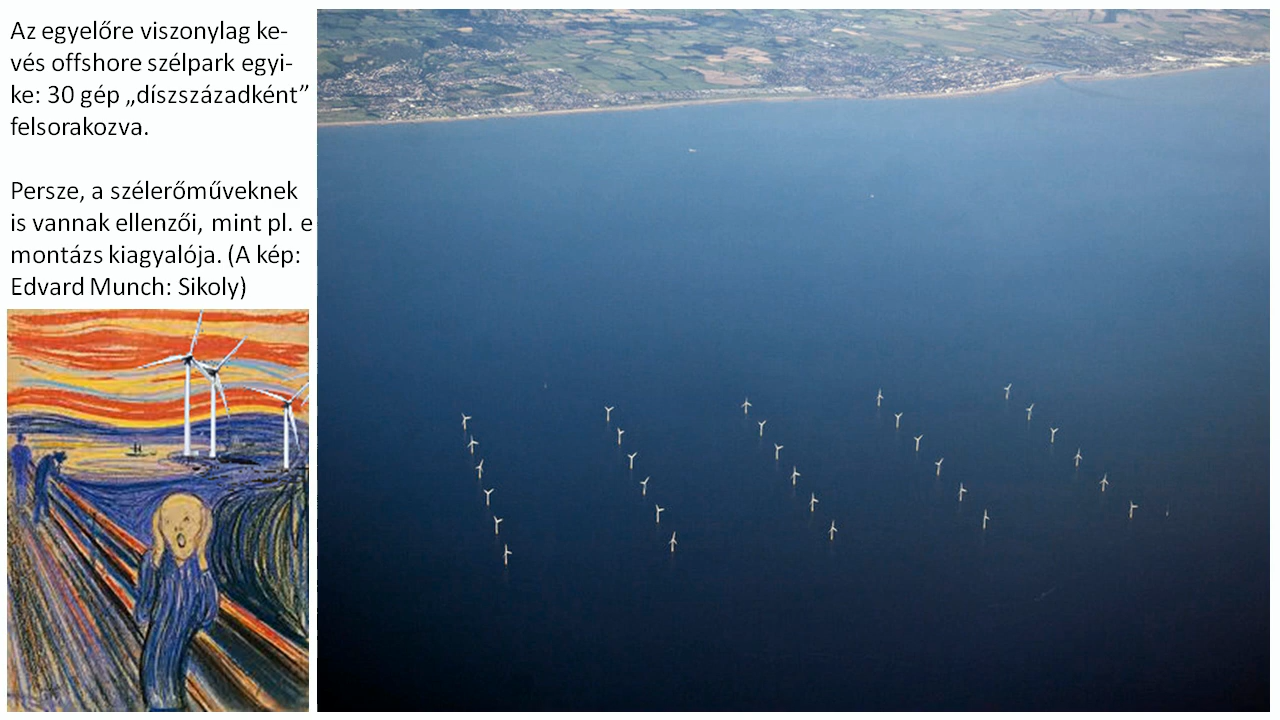 Az egyelőre viszonylag ke-
vés offshore szélpark egyi-
ke: 30 gép „díszszázadként”
felsorakozva.
Persze, a szélerőműveknek
is vannak ellenzői, mint pl. e
montázs kiagyalója. (A kép:
Edvard Munch: Sikoly)